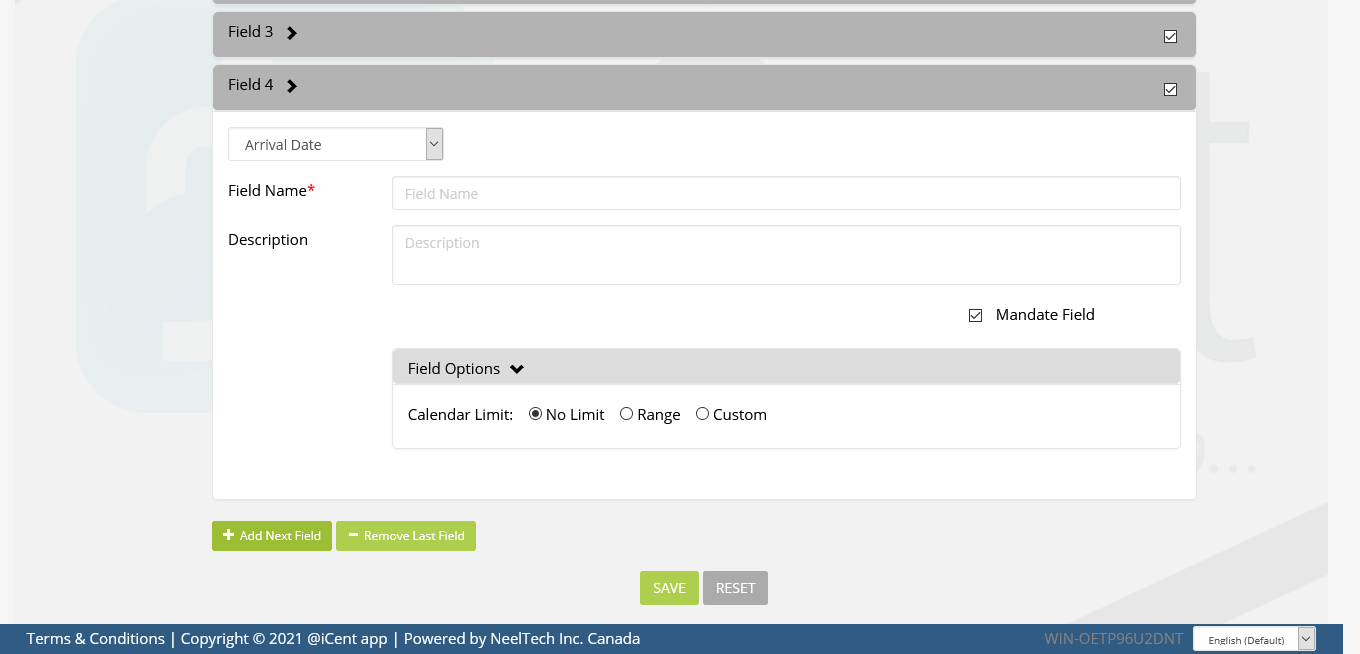 Field 3
Field 4
Arrival Date
Field Name*
Field Name
Description
Description
Mandate Field
Field Options
Calendar Limit: No Limit Range Custom
Add Next Field Remove Last Field
SAVE RESET
Terms & Conditions | Copyright © 2021 @iCent app | Powered by NeelTech Inc. Canada WIN-OETP96U2DNT English (Default)